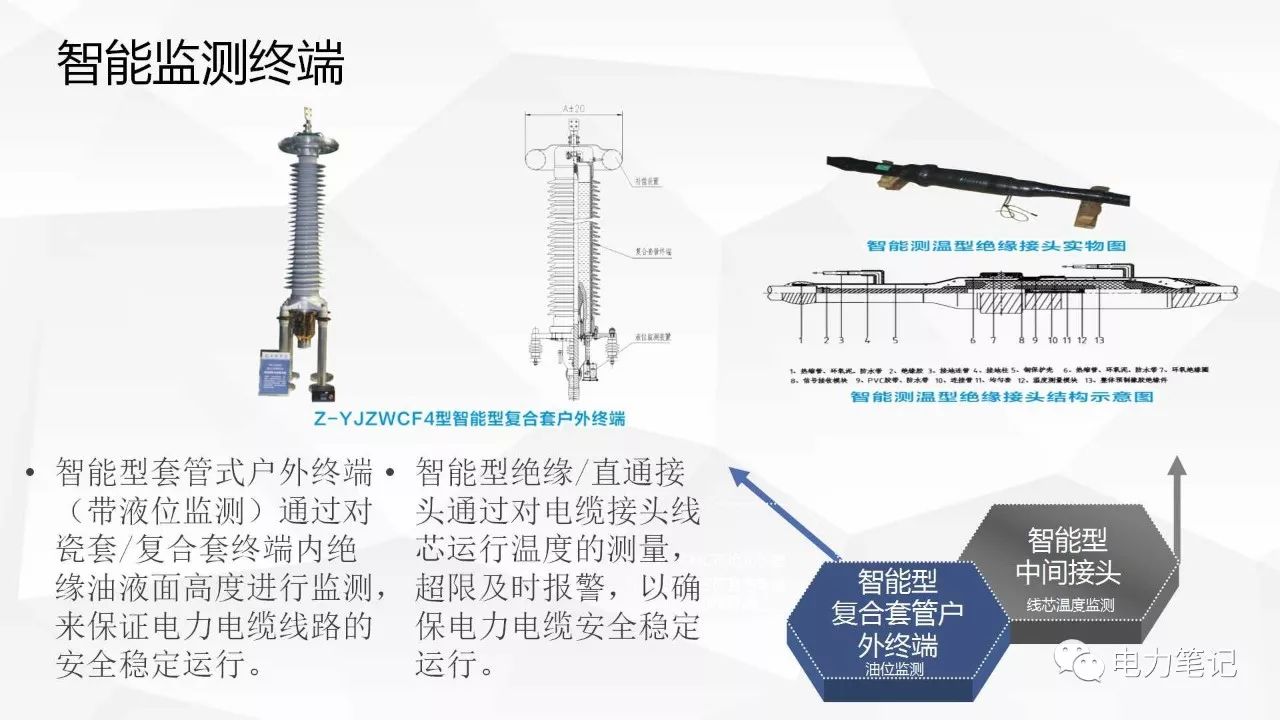 智能监测终端
A±20
复合套管终端
液位监测装置
Z-YJZWCF4型智能型复合套户外终端
智能测温型绝缘接头实物图
1 2 3 4 5 6 7 8 9 10 11 12 13
1、热缩管、环氧泥、防水带 2、绝缘胶 3、接地连管 4、接地柱 5、铜保护壳 6、热缩管、环氧泥、防水带 7、环氧绝缘圈
8、信号接收模块 9、PVC胶带、防水带 10、连接管 11、均匀套 12、温度测量模块 13、整体预制橡胶绝缘件
智能测温型绝缘接头结构示意图
• 智能型套管式户外终端
（带液位监测）通过对
瓷套/复合套终端内绝
缘油液面高度进行监测，
来保证电力电缆线路的
安全稳定运行。
• 智能型绝缘/直通接
头通过对电缆接头线
芯运行温度的测量，
超限及时报警，以确
保电力电缆安全稳定
运行。
智能型
中间接头
线芯温度监测
智能型
复合套管户
外终端
油位监测
电力笔记